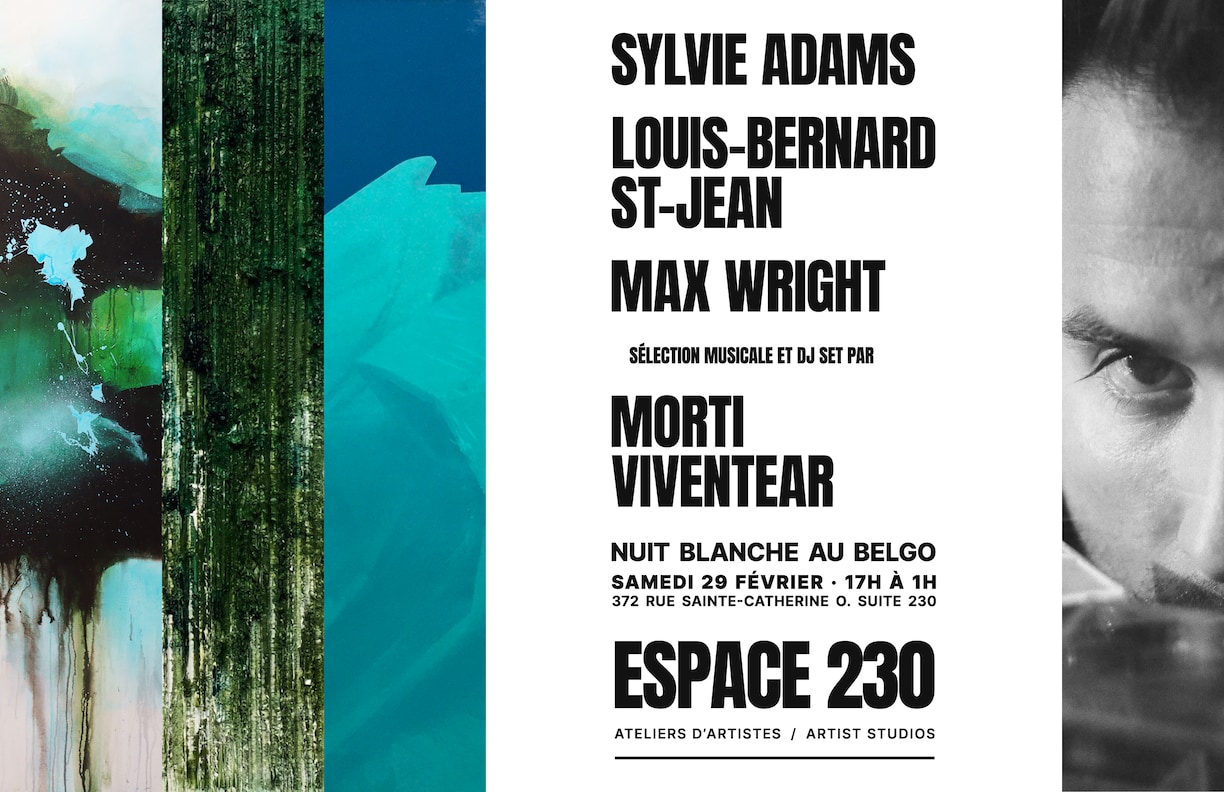 SYLVIE ADAMS
LOUIS-BERNARD
ST-JEAN
MAX WRIGHT
SÉLECTION MUSICALE ET DJ SET PAR
MORTI
VIVENTEAR
NUIT BLANCHE AU BELGO
SAMEDI 29 FÉVRIER · 17H À 1H
372 RUE SAINTE-CATHERINE O. SUITE 230
ESPACE 230
ATELIERS D'ARTISTES / ARTIST STUDIOS